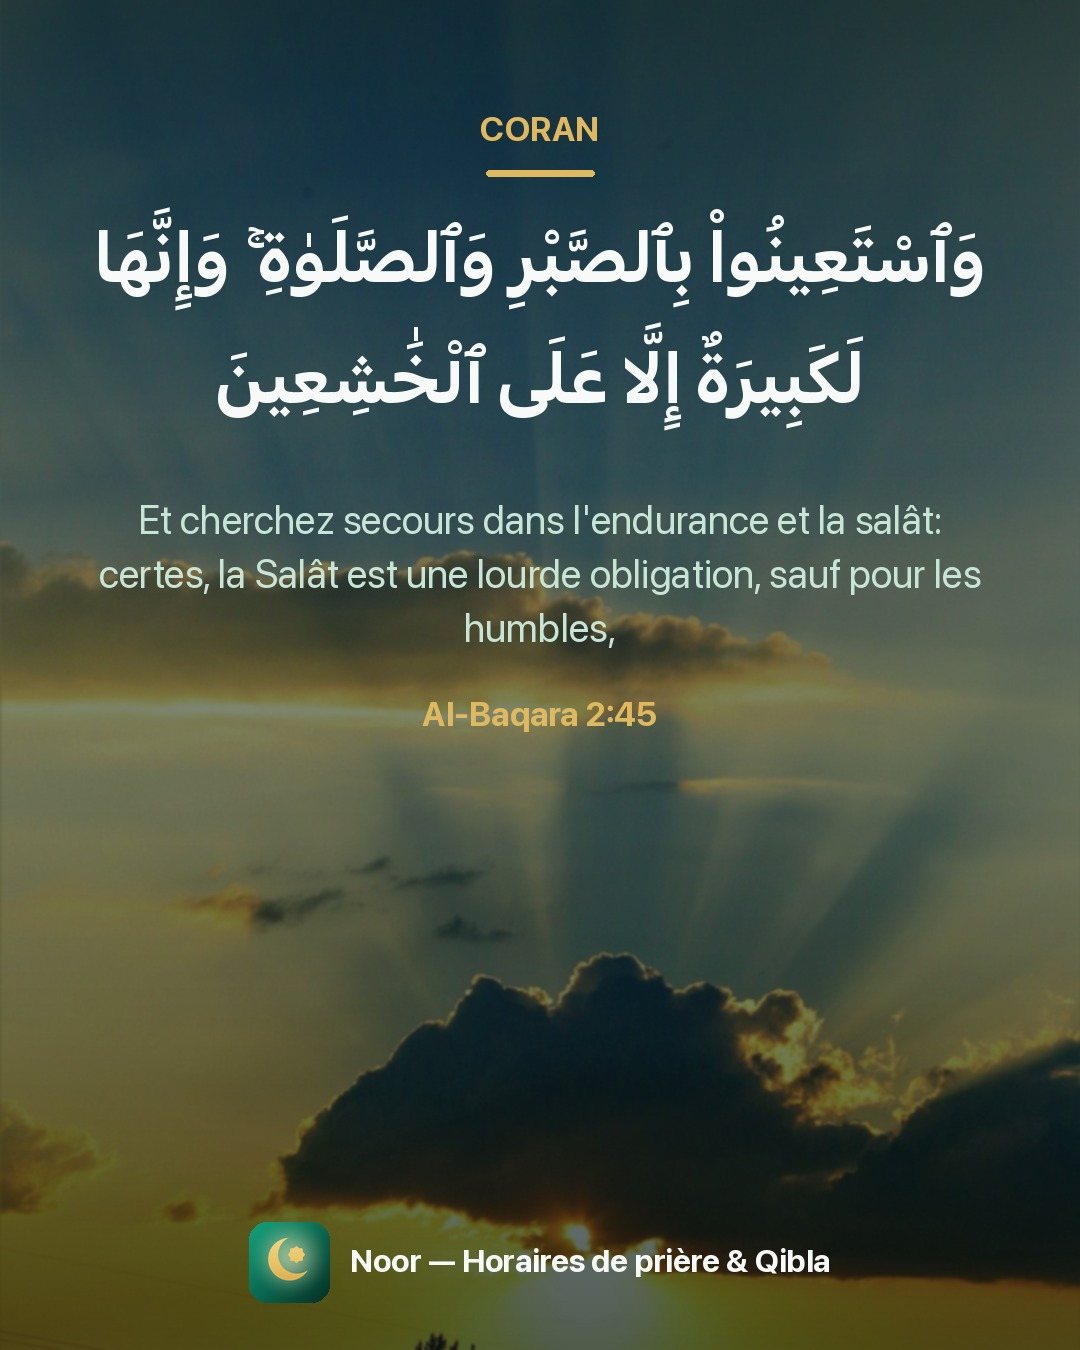 CORAN
وَٱسْتَعِينُوا۟ بِٱلصَّبْرِ وَٱلصَّلَوٰةِ ۚ وَإِنَّهَا
لَكَبِيرَةٌ إِلَّا عَلَى ٱلْخَٰشِعِينَ
Et cherchez secours dans l'endurance et la salât:
certes, la Salât est une lourde obligation, sauf pour les
humbles,
Al-Baqara 2:45
Noor — Horaires de prière & Qibla